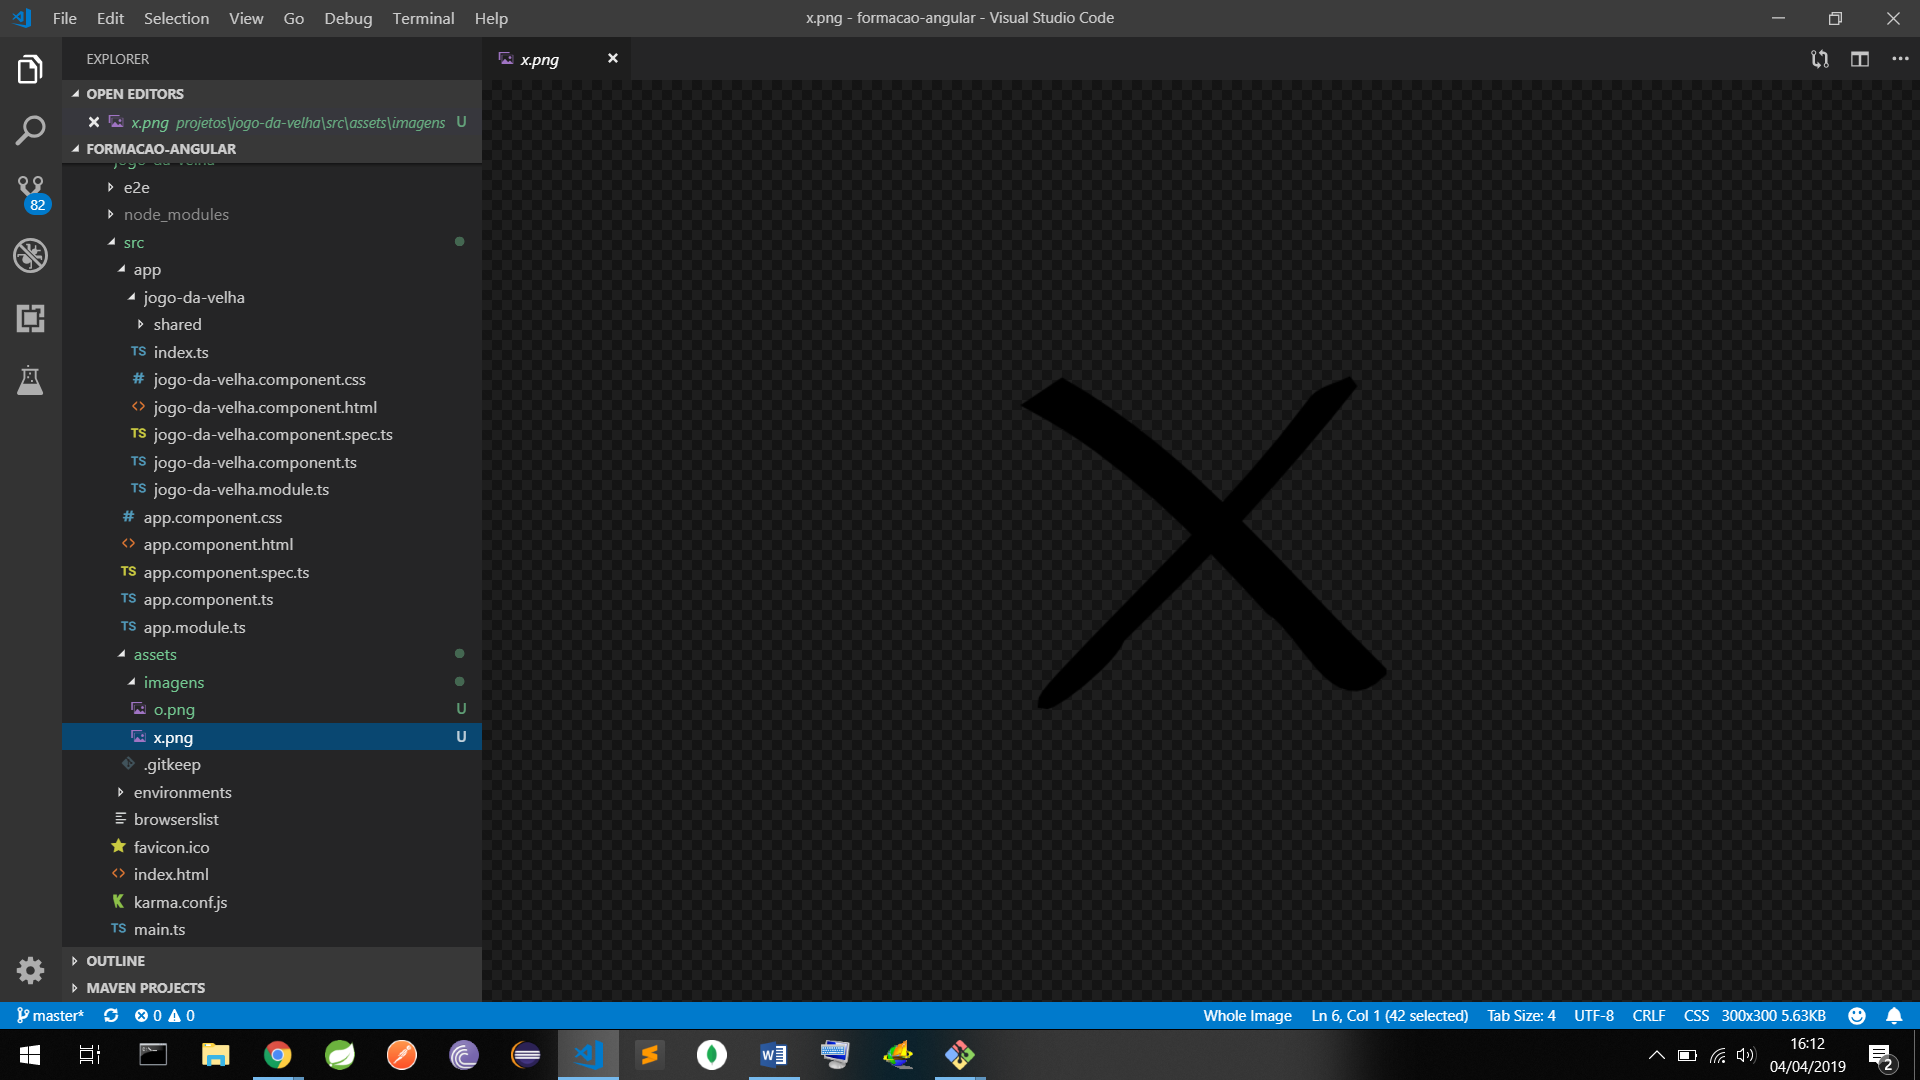 File Edit Selection View Go Debug Terminal Help
x.png - formacao-angular - Visual Studio Code
EXPLORER
x.png
OPEN EDITORS
x.png projetos\jogo-da-velha\src\assets\imagens U
FORMACAO-ANGULAR
jogo-da-velha
e2e
82
node_modules
src
app
jogo-da-velha
shared
TS index.ts
# jogo-da-velha.component.css
<> jogo-da-velha.component.html
TS jogo-da-velha.component.spec.ts
TS jogo-da-velha.component.ts
TS jogo-da-velha.module.ts
# app.component.css
<> app.component.html
TS app.component.spec.ts
TS app.component.ts
TS app.module.ts
assets
imagens
o.png U
x.png U
.gitkeep
environments
browserslist
favicon.ico
<> index.html
karma.conf.js
TS main.ts
OUTLINE
MAVEN PROJECTS
master* 0 0 Whole Image Ln 6, Col 1 (42 selected) Tab Size: 4 UTF-8 CRLF CSS 300x300 5.63KB
16:12
04/04/2019
2